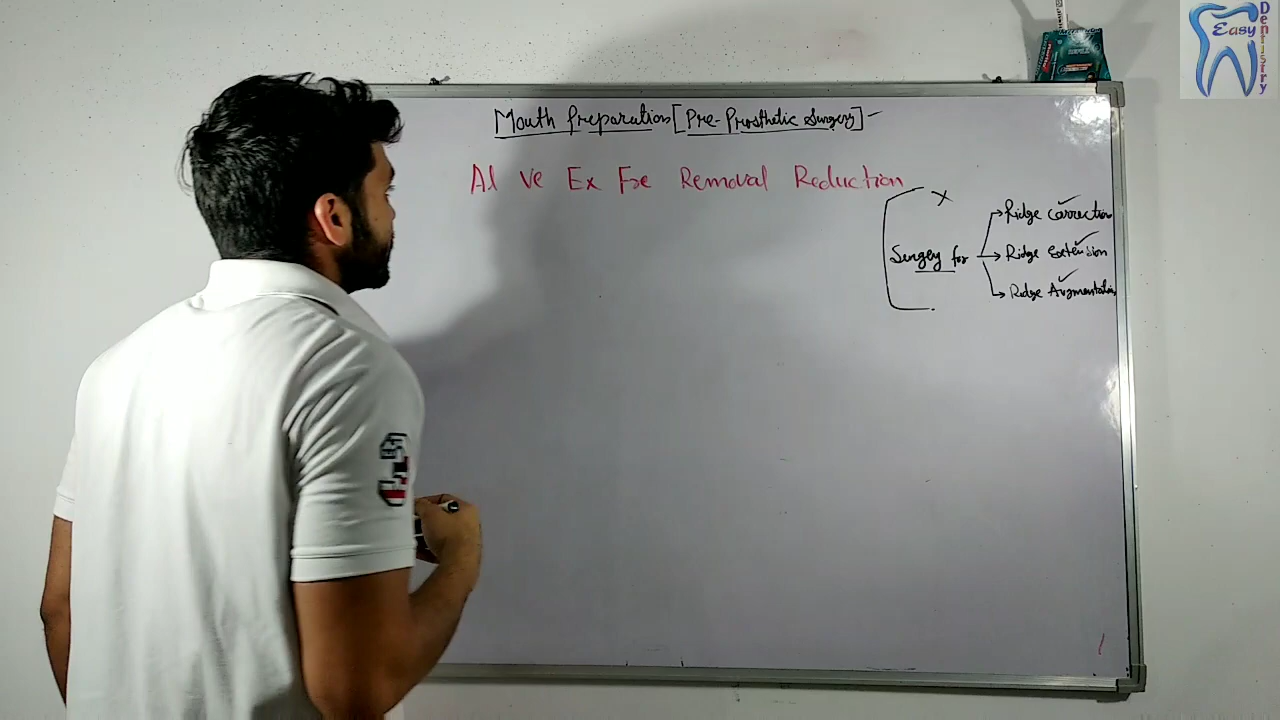 Mouth Preparation [Pre-Prosthetic Surgery] -
Al Ve Ex Fre Removal Reduction
Surgery for
Ridge Correction
Ridge Extension
Ridge Augmentation
Easy
Dentistry